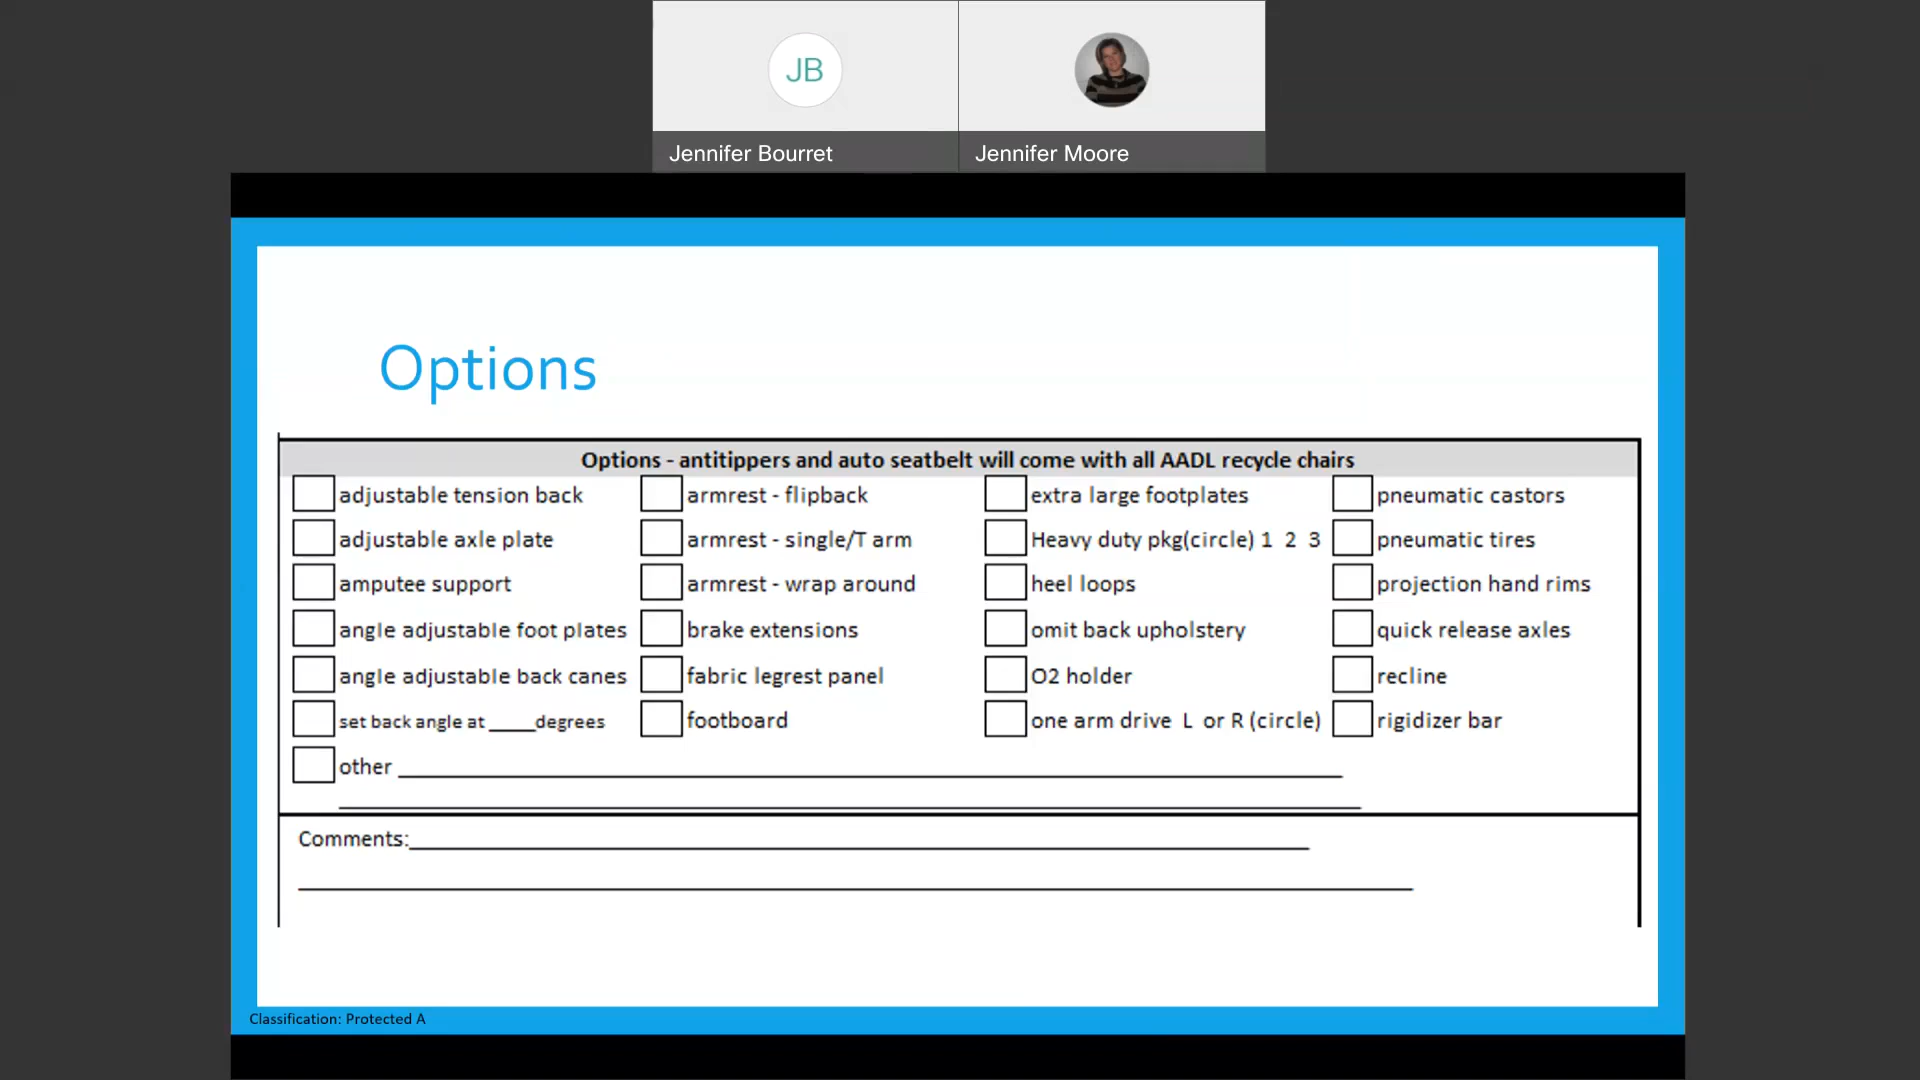 JB
Jennifer Bourret
Jennifer Moore
Options
Options - antitippers and auto seatbelt will come with all AADL recycle chairs
adjustable tension back armrest - flipback extra large footplates pneumatic castors
adjustable axle plate armrest - single/T arm Heavy duty pkg(circle) 1 2 3 pneumatic tires
amputee support armrest - wrap around heel loops projection hand rims
angle adjustable foot plates brake extensions omit back upholstery quick release axles
angle adjustable back canes fabric legrest panel O2 holder recline
set back angle at _____degrees footboard one arm drive L or R (circle) rigidizer bar
other
Comments:
Classification: Protected A